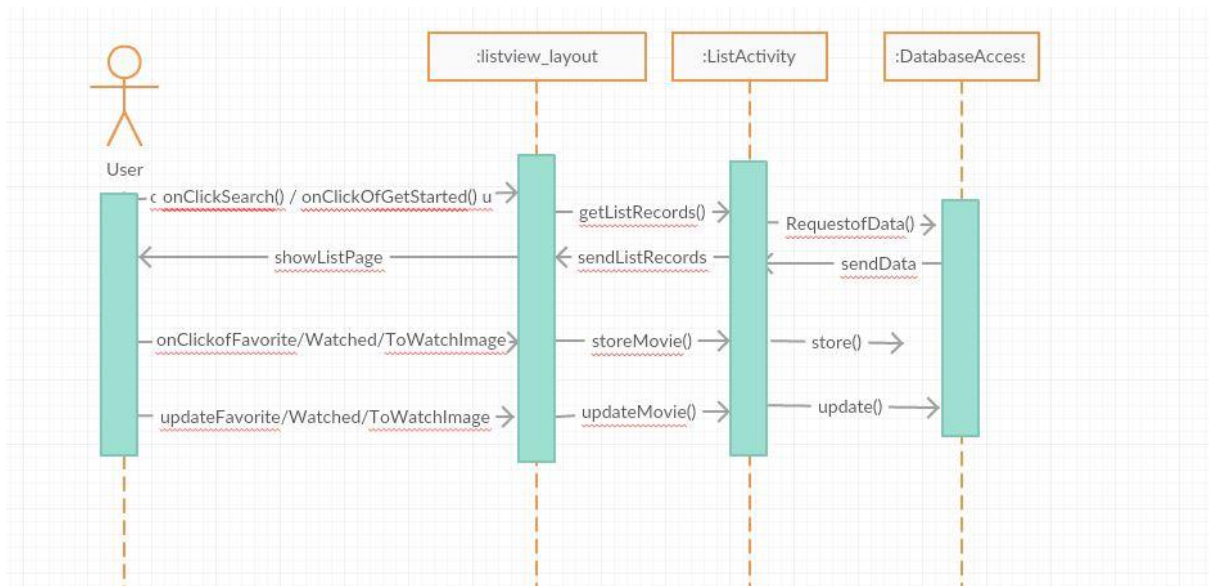 :listview_layout
:ListActivity
:DatabaseAccess
User
c onClickSearch() / onClickOfGetStarted() u
getListRecords()
RequestofData()
showListPage
sendListRecords
sendData
onClickofFavorite/Watched/ToWatchImage
storeMovie()
store()
updateFavorite/Watched/ToWatchImage
updateMovie()
update()